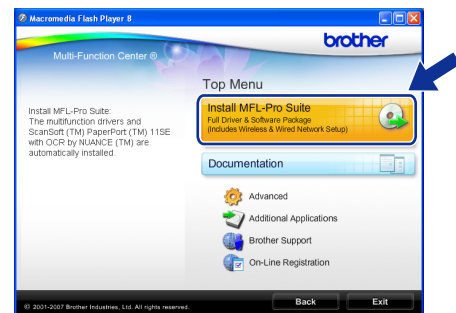 Macromedia Flash Player 8
brother
Multi-Function Center ®
Top Menu
Install MFL-Pro Suite:
The multifunction drivers and
ScanSoft (TM) PaperPort (TM) 11SE
with OCR by NUANCE (TM) are
automatically installed.
Install MFL-Pro Suite
Full Driver & Software Package
(Includes Wireless & Wired Network Setup)
Documentation
Advanced
Additional Applications
Brother Support
On-Line Registration
© 2001-2007 Brother Industries, Ltd. All rights reserved.
Back
Exit